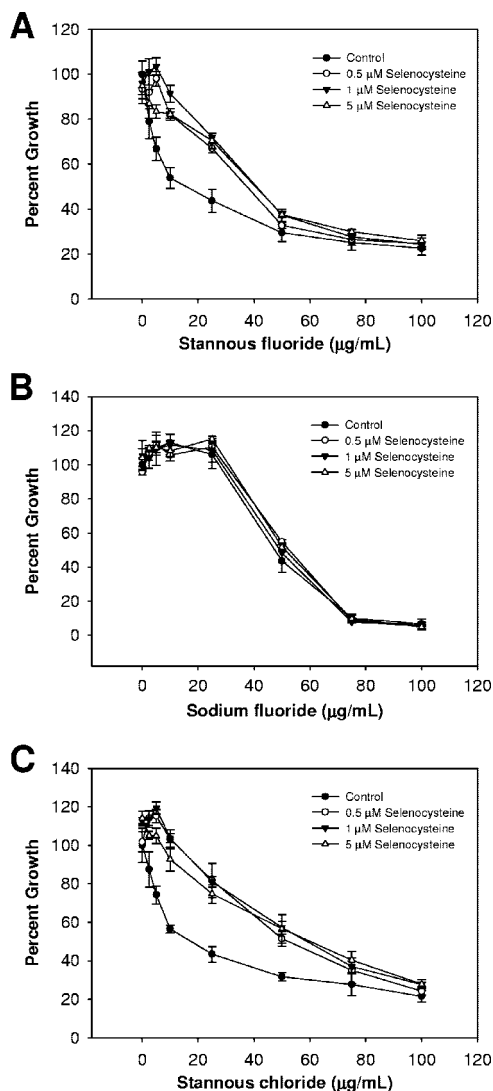 A
120
100
80
60
40
20
0
Percent Growth
Control
0.5 µM Selenocysteine
1 µM Selenocysteine
5 µM Selenocysteine
0 20 40 60 80 100 120
Stannous fluoride (µg/mL)
B
140
120
100
80
60
40
20
0
Percent Growth
Control
0.5 µM Selenocysteine
1 µM Selenocysteine
5 µM Selenocysteine
0 20 40 60 80 100 120
Sodium fluoride (µg/mL)
C
140
120
100
80
60
40
20
0
Percent Growth
Control
0.5 µM Selenocysteine
1 µM Selenocysteine
5 µM Selenocysteine
0 20 40 60 80 100 120
Stannous chloride (µg/mL)